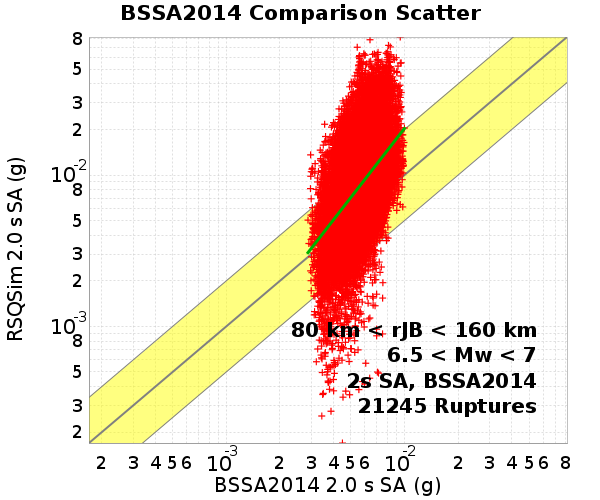 BSSA2014 Comparison Scatter
8
5
3
2
10-2
8
5
3
2
10-3
8
5
3
2
RSQSim 2.0 s SA (g)
80 km < rJB < 160 km
6.5 < Mw < 7
2s SA, BSSA2014
21245 Ruptures
2 3 4 5 6 10-3 2 3 4 5 6 10-2 2 3 4 5 6 8
BSSA2014 2.0 s SA (g)